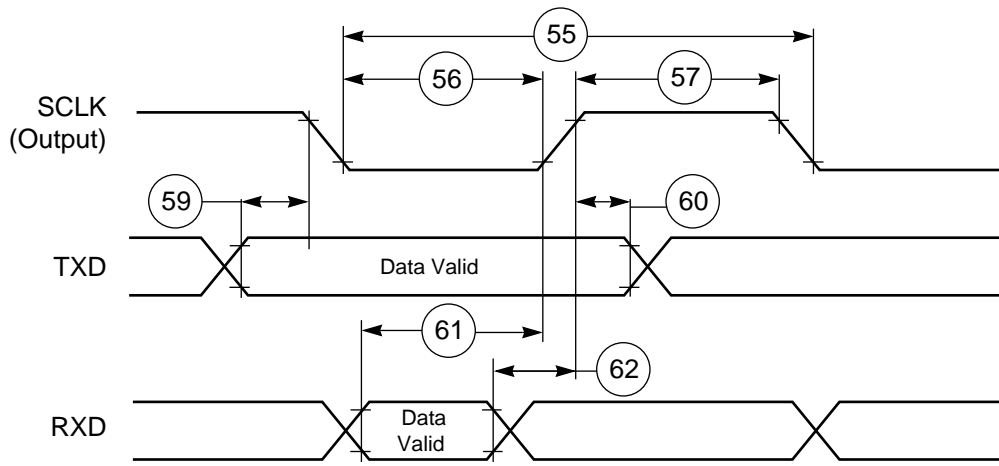 55
56
57
SCLK
(Output)
59
60
TXD
Data Valid
61
62
RXD
Data
Valid